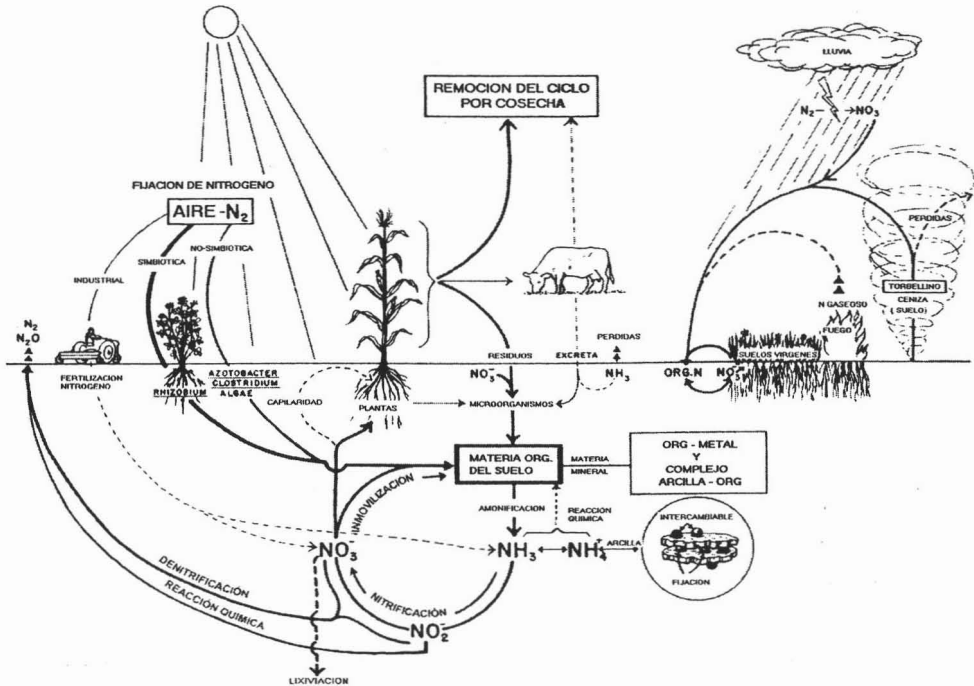 LLUVIA
REMOCION DEL CICLO
POR COSECHA
N₂ → NO₃
FIJACION DE NITROGENO
AIRE-N₂
NO-SIMBIOTICA
SIMBIOTICA
INDUSTRIAL
PERDIDAS
TORBELLINO
CENIZA
(SUELO)
N GASEOSO
FUEGO
N₂
N₂O
SUELOS VIRGENES
RESIDUOS
EXCRETA
PERDIDAS
NH₃
ORG.N
NO₃⁻
FERTILIZACION
NITROGENO
RHIZOBIUM
AZOTOBACTER
CLOSTRIDIUM
ALGAE
CAPILARIDAD
PLANTAS
NO₃⁻
MICROORGANISMOS
MATERIA ORG.
DEL SUELO
MATERIA
MINERAL
ORG - METAL
Y
COMPLEJO
ARCILLA - ORG
INMOVILIZACIÓN
AMONIFICACION
REACCIÓN
QUIMICA
NO₃⁻
NH₃
NH₄⁺
ARCILLA
INTERCAMBIABLE
FIJACION
DENITRIFICACIÓN
REACCIÓN QUIMICA
NITRIFICACIÓN
NO₂⁻
LIXIVIACION